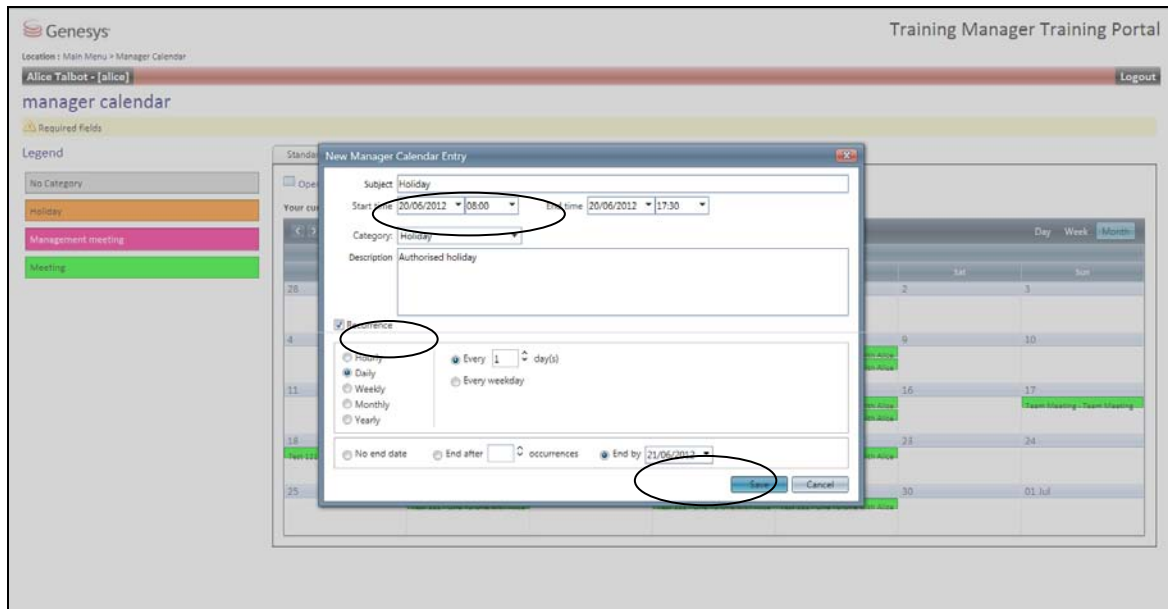 Genesys
Training Manager Training Portal
Location : Main Menu > Manager Calendar
Alice Talbot - [alice]
Logout
manager calendar
Required fields
Legend
No Category
Holiday
Management meeting
Meeting
New Manager Calendar Entry
Subject Holiday
Start time 20/06/2012 08:00 End time 20/06/2012 17:30
Category: Holiday
Description Authorised holiday
Recurrence
Hourly
Daily
Weekly
Monthly
Yearly
Every 1 day(s)
Every weekday
No end date End after occurrences End by 21/06/2012
Save Cancel
Day Week Month
Sat Sun
28 2 3
4 9 10
11 16 17
Team Meeting - Team Meeting
18 23 24
25 30 01 Jul